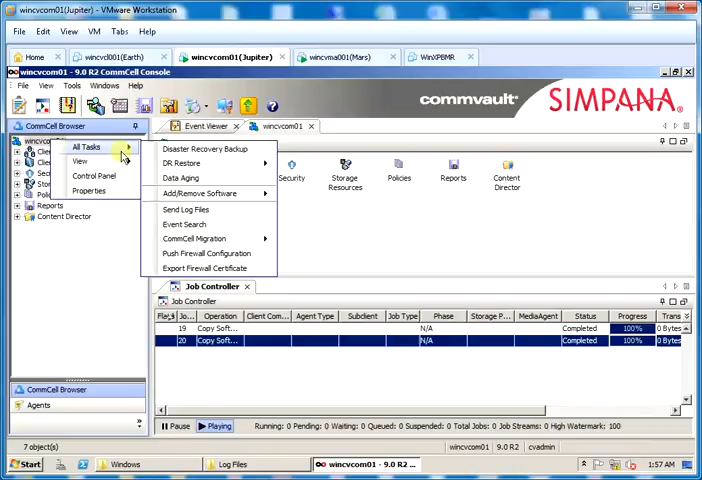 wincvcom01(Jupiter) - VMware Workstation
File Edit View VM Tabs Help
Home wincvcl001(Earth) wincvcom01(Jupiter) wincvma001(Mars) WinXPBMR
wincvcom01 - 9.0 R2 CommCell Console
File View Tools Windows Help
commvault SIMPANA®
CommCell Browser
Event Viewer wincvcom01
wincvcom01
All Tasks
View
Control Panel
Properties
Disaster Recovery Backup
DR Restore
Data Aging
Add/Remove Software
Send Log Files
Event Search
CommCell Migration
Push Firewall Configuration
Export Firewall Certificate
Security
Storage Resources
Policies
Reports
Content Director
Reports
Content Director
Job Controller
Job Controller
Jo... Operation Client Com... Agent Type Subclient Job Type Phase Storage P... MediaAgent Status Progress Trans
19 Copy Soft... N/A Completed 100% 0 Bytes
20 Copy Soft... N/A Completed 100% 0 Bytes
CommCell Browser
Agents
Pause Playing Running: 0 Pending: 0 Waiting: 0 Queued: 0 Suspended: 0 Total Jobs: 0 Job Streams: 0 High Watermark: 100
7 object(s)
wincvcom01 9.0 R2 cvadmin
Start Windows Log Files wincvcom01 - 9.0 R2 ... 1:57 AM